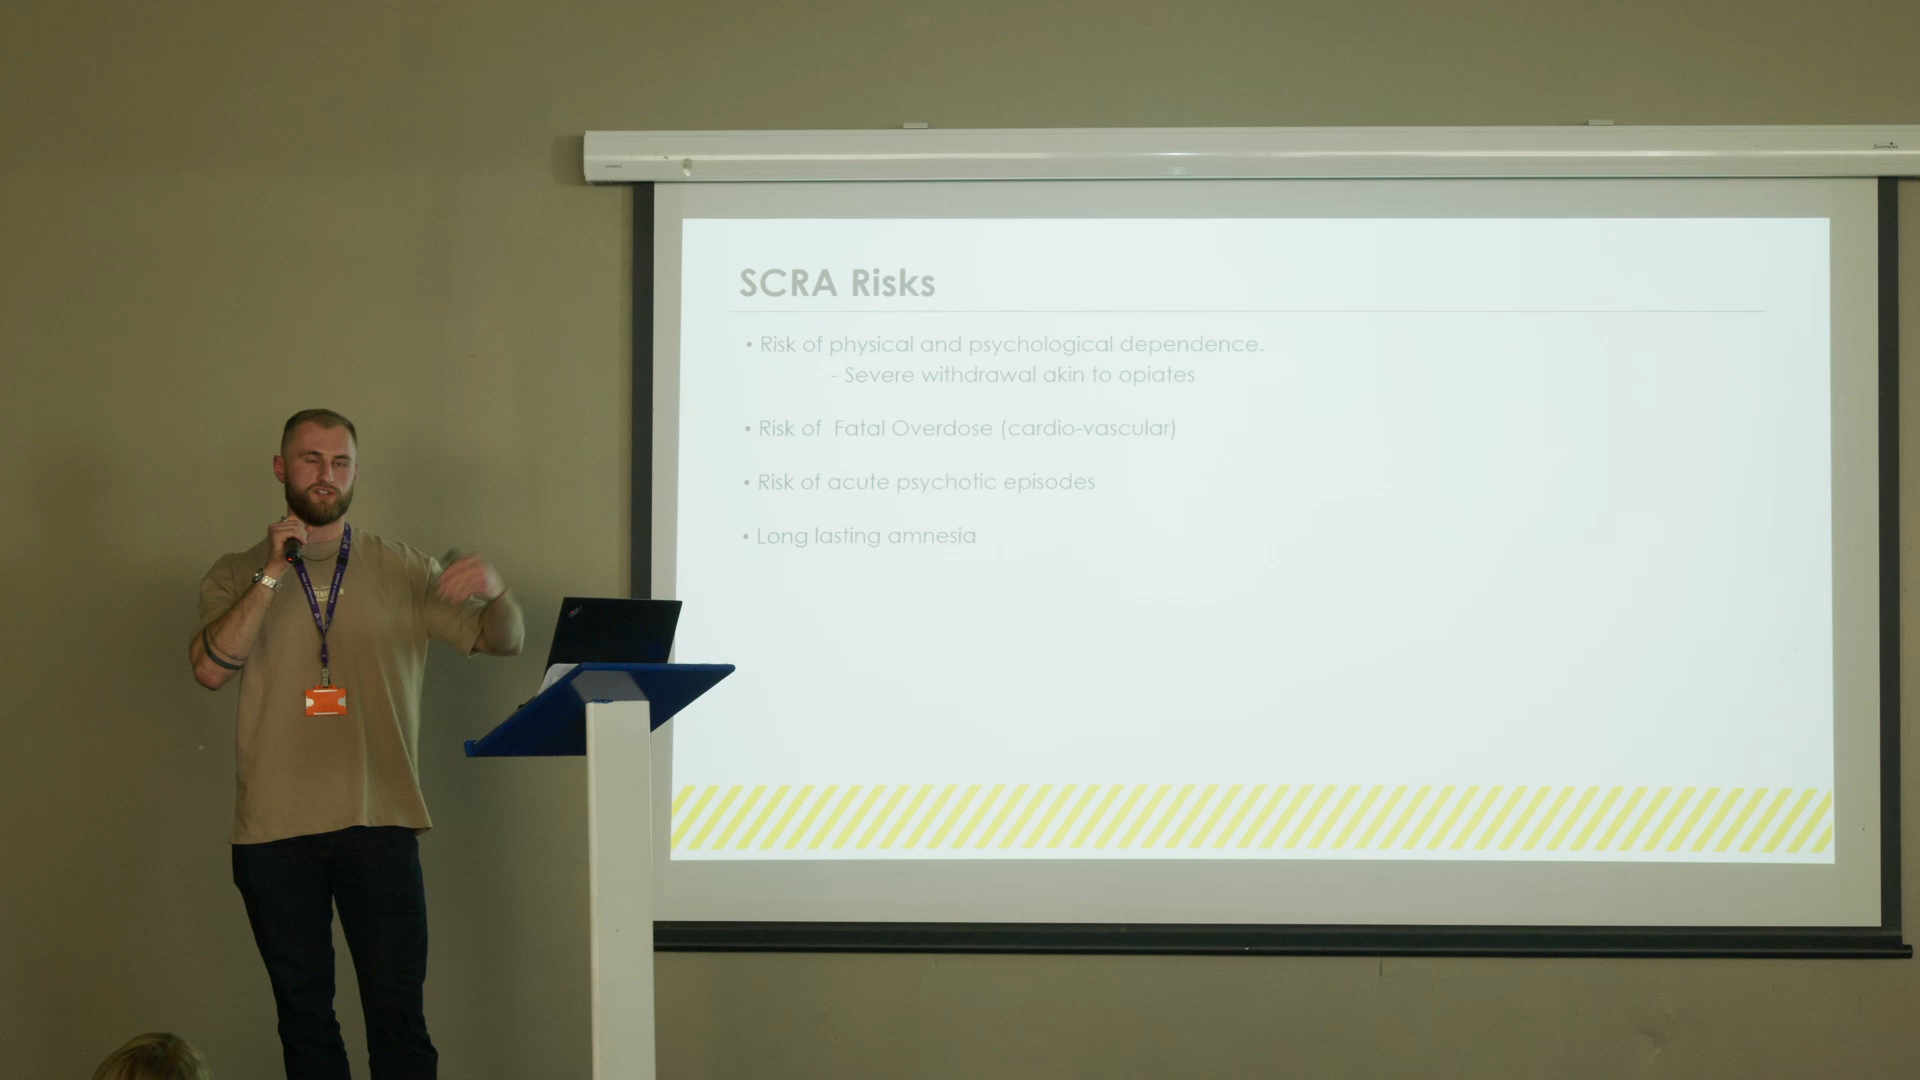 SCRA Risks
• Risk of physical and psychological dependence.
- Severe withdrawal akin to opiates
• Risk of Fatal Overdose (cardio-vascular)
• Risk of acute psychotic episodes
• Long lasting amnesia